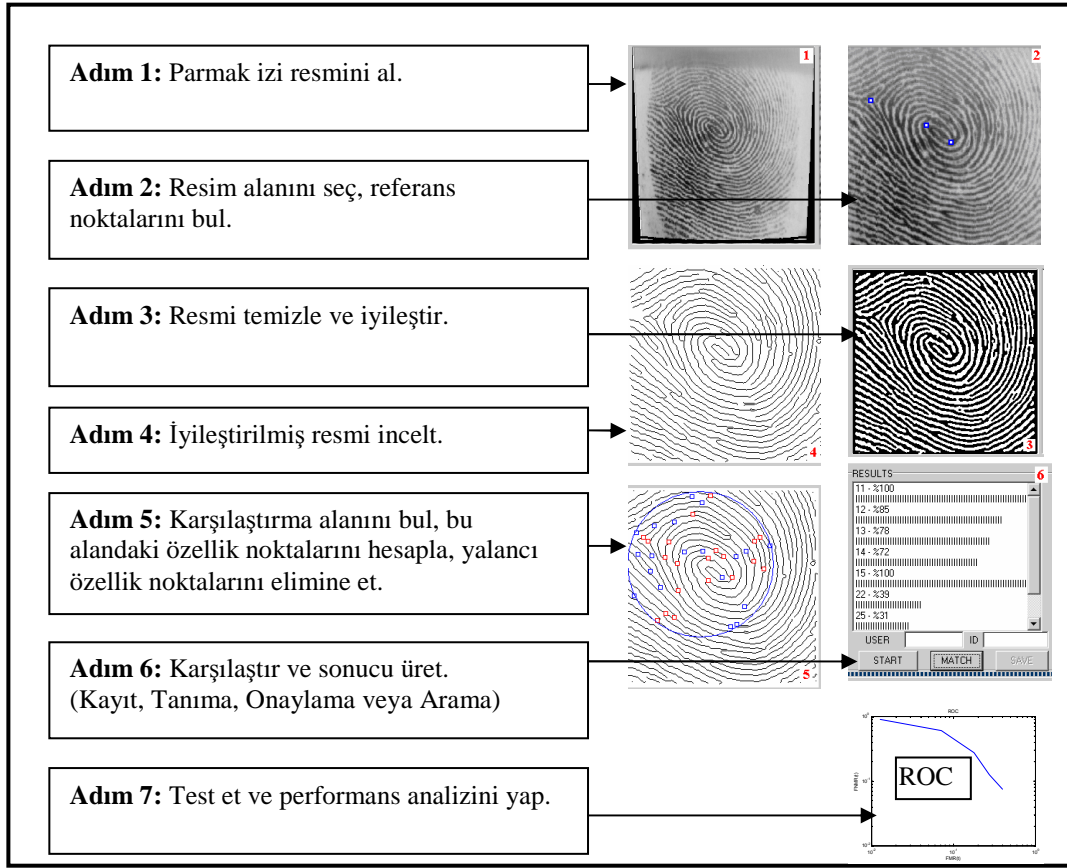 Adım 1: Parmak izi resmini al.
1
2
Adım 2: Resim alanını seç, referans
noktalarını bul.
Adım 3: Resmi temizle ve iyileştir.
3
Adım 4: İyileştirilmiş resmi incelt.
4
Adım 5: Karşılaştırma alanını bul, bu
alandaki özellik noktalarını hesapla, yalancı
özellik noktalarını elimine et.
5
RESULTS
6
11 - %100
12 - %85
13 - %78
14 - %72
15 - %100
22 - %39
25 - %31
USER
ID
START
MATCH
SAVE
Adım 6: Karşılaştır ve sonucu üret.
(Kayıt, Tanıma, Onaylama veya Arama)
Adım 7: Test et ve performans analizini yap.
ROC
ROC
FNMR(t)
FMR(t)